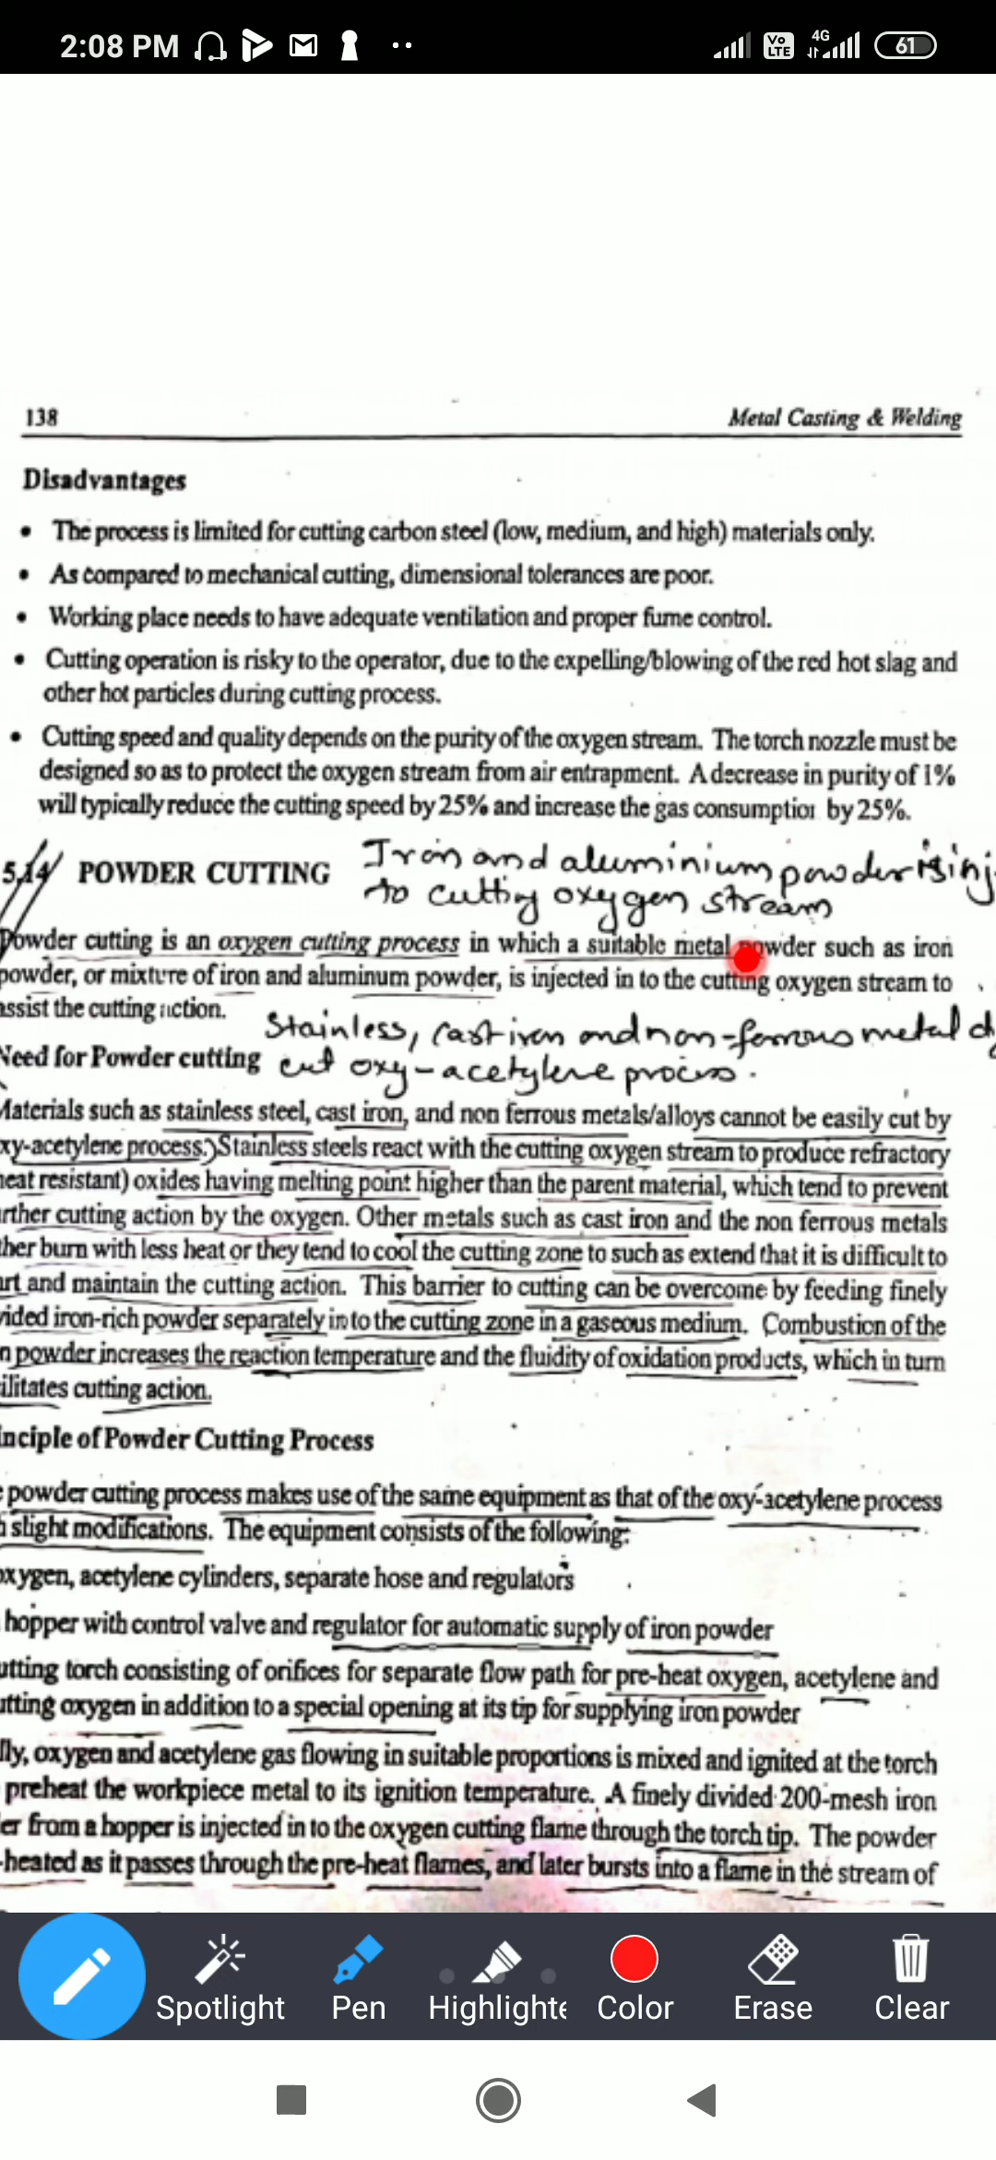 2:08 PM
Vo LTE 4G 61
138 Metal Casting & Welding
Disadvantages
• The process is limited for cutting carbon steel (low, medium, and high) materials only.
• As compared to mechanical cutting, dimensional tolerances are poor.
• Working place needs to have adequate ventilation and proper fume control.
• Cutting operation is risky to the operator, due to the expelling/blowing of the red hot slag and
other hot particles during cutting process.
• Cutting speed and quality depends on the purity of the oxygen stream. The torch nozzle must be
designed so as to protect the oxygen stream from air entrapment. A decrease in purity of 1%
will typically reduce the cutting speed by 25% and increase the gas consumption by 25%.
Iron and aluminium powder is inj
5.14 POWDER CUTTING
to cutting oxygen stream
Powder cutting is an oxygen cutting process in which a suitable metal powder such as iron
powder, or mixture of iron and aluminum powder, is injected in to the cutting oxygen stream to
assist the cutting action.
Stainless, cast iron and non-ferrous metal
Need for Powder cutting
cut oxy-acetylene process.
Materials such as stainless steel, cast iron, and non ferrous metals/alloys cannot be easily cut by
xy-acetylene process.) Stainless steels react with the cutting oxygen stream to produce refractory
heat resistant) oxides having melting point higher than the parent material, which tend to prevent
rther cutting action by the oxygen. Other metals such as cast iron and the non ferrous metals
ther burn with less heat or they tend to cool the cutting zone to such as extend that it is difficult to
art and maintain the cutting action. This barrier to cutting can be overcome by feeding finely
vided iron-rich powder separately in to the cutting zone in a gaseous medium. Combustion of the
n powder increases the reaction temperature and the fluidity of oxidation products, which in turn
ilitates cutting action.
inciple of Powder Cutting Process
e powder cutting process makes use of the same equipment as that of the oxy-acetylene process
h slight modifications. The equipment consists of the following:
oxygen, acetylene cylinders, separate hose and regulators
hopper with control valve and regulator for automatic supply of iron powder
utting torch consisting of orifices for separate flow path for pre-heat oxygen, acetylene and
utting oxygen in addition to a special opening at its tip for supplying iron powder
lly, oxygen and acetylene gas flowing in suitable proportions is mixed and ignited at the torch
preheat the workpiece metal to its ignition temperature. A finely divided 200-mesh iron
er from a hopper is injected in to the oxygen cutting flame through the torch tip. The powder
-heated as it passes through the pre-heat flames, and later bursts into a flame in the stream of
Spotlight Pen Highlighte Color Erase Clear